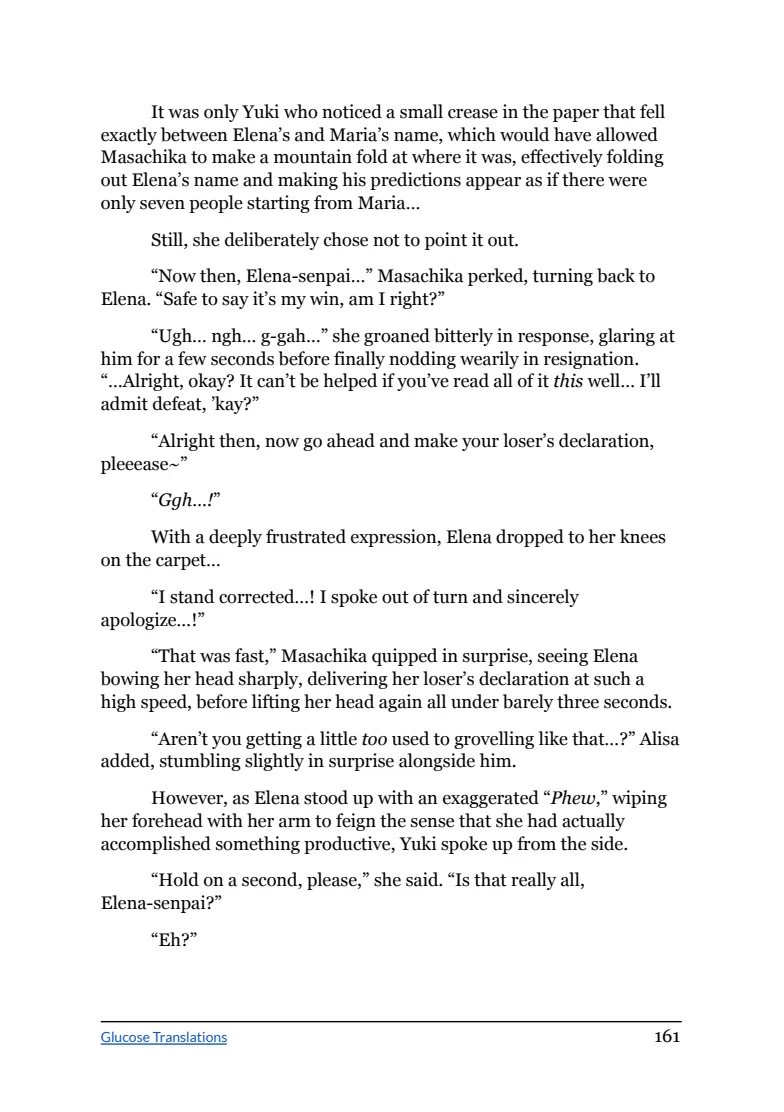 It was only Yuki who noticed a small crease in the paper that fell
exactly between Elena’s and Maria’s name, which would have allowed
Masachika to make a mountain fold at where it was, effectively folding
out Elena’s name and making his predictions appear as if there were
only seven people starting from Maria…
Still, she deliberately chose not to point it out.
“Now then, Elena-senpai…” Masachika perked, turning back to
Elena. “Safe to say it’s my win, am I right?”
“Ugh… ngh… g-gah…” she groaned bitterly in response, glaring at
him for a few seconds before finally nodding wearily in resignation.
“…Alright, okay? It can’t be helped if you’ve read all of it this well… I’ll
admit defeat, ’kay?”
“Alright then, now go ahead and make your loser’s declaration,
pleeease~”
“Ggh…!”
With a deeply frustrated expression, Elena dropped to her knees
on the carpet…
“I stand corrected…! I spoke out of turn and sincerely
apologize…!”
“That was fast,” Masachika quipped in surprise, seeing Elena
bowing her head sharply, delivering her loser’s declaration at such a
high speed, before lifting her head again all under barely three seconds.
“Aren’t you getting a little too used to grovelling like that…?” Alisa
added, stumbling slightly in surprise alongside him.
However, as Elena stood up with an exaggerated “Phew,” wiping
her forehead with her arm to feign the sense that she had actually
accomplished something productive, Yuki spoke up from the side.
“Hold on a second, please,” she said. “Is that really all,
Elena-senpai?”
“Eh?”
Glucose Translations 161